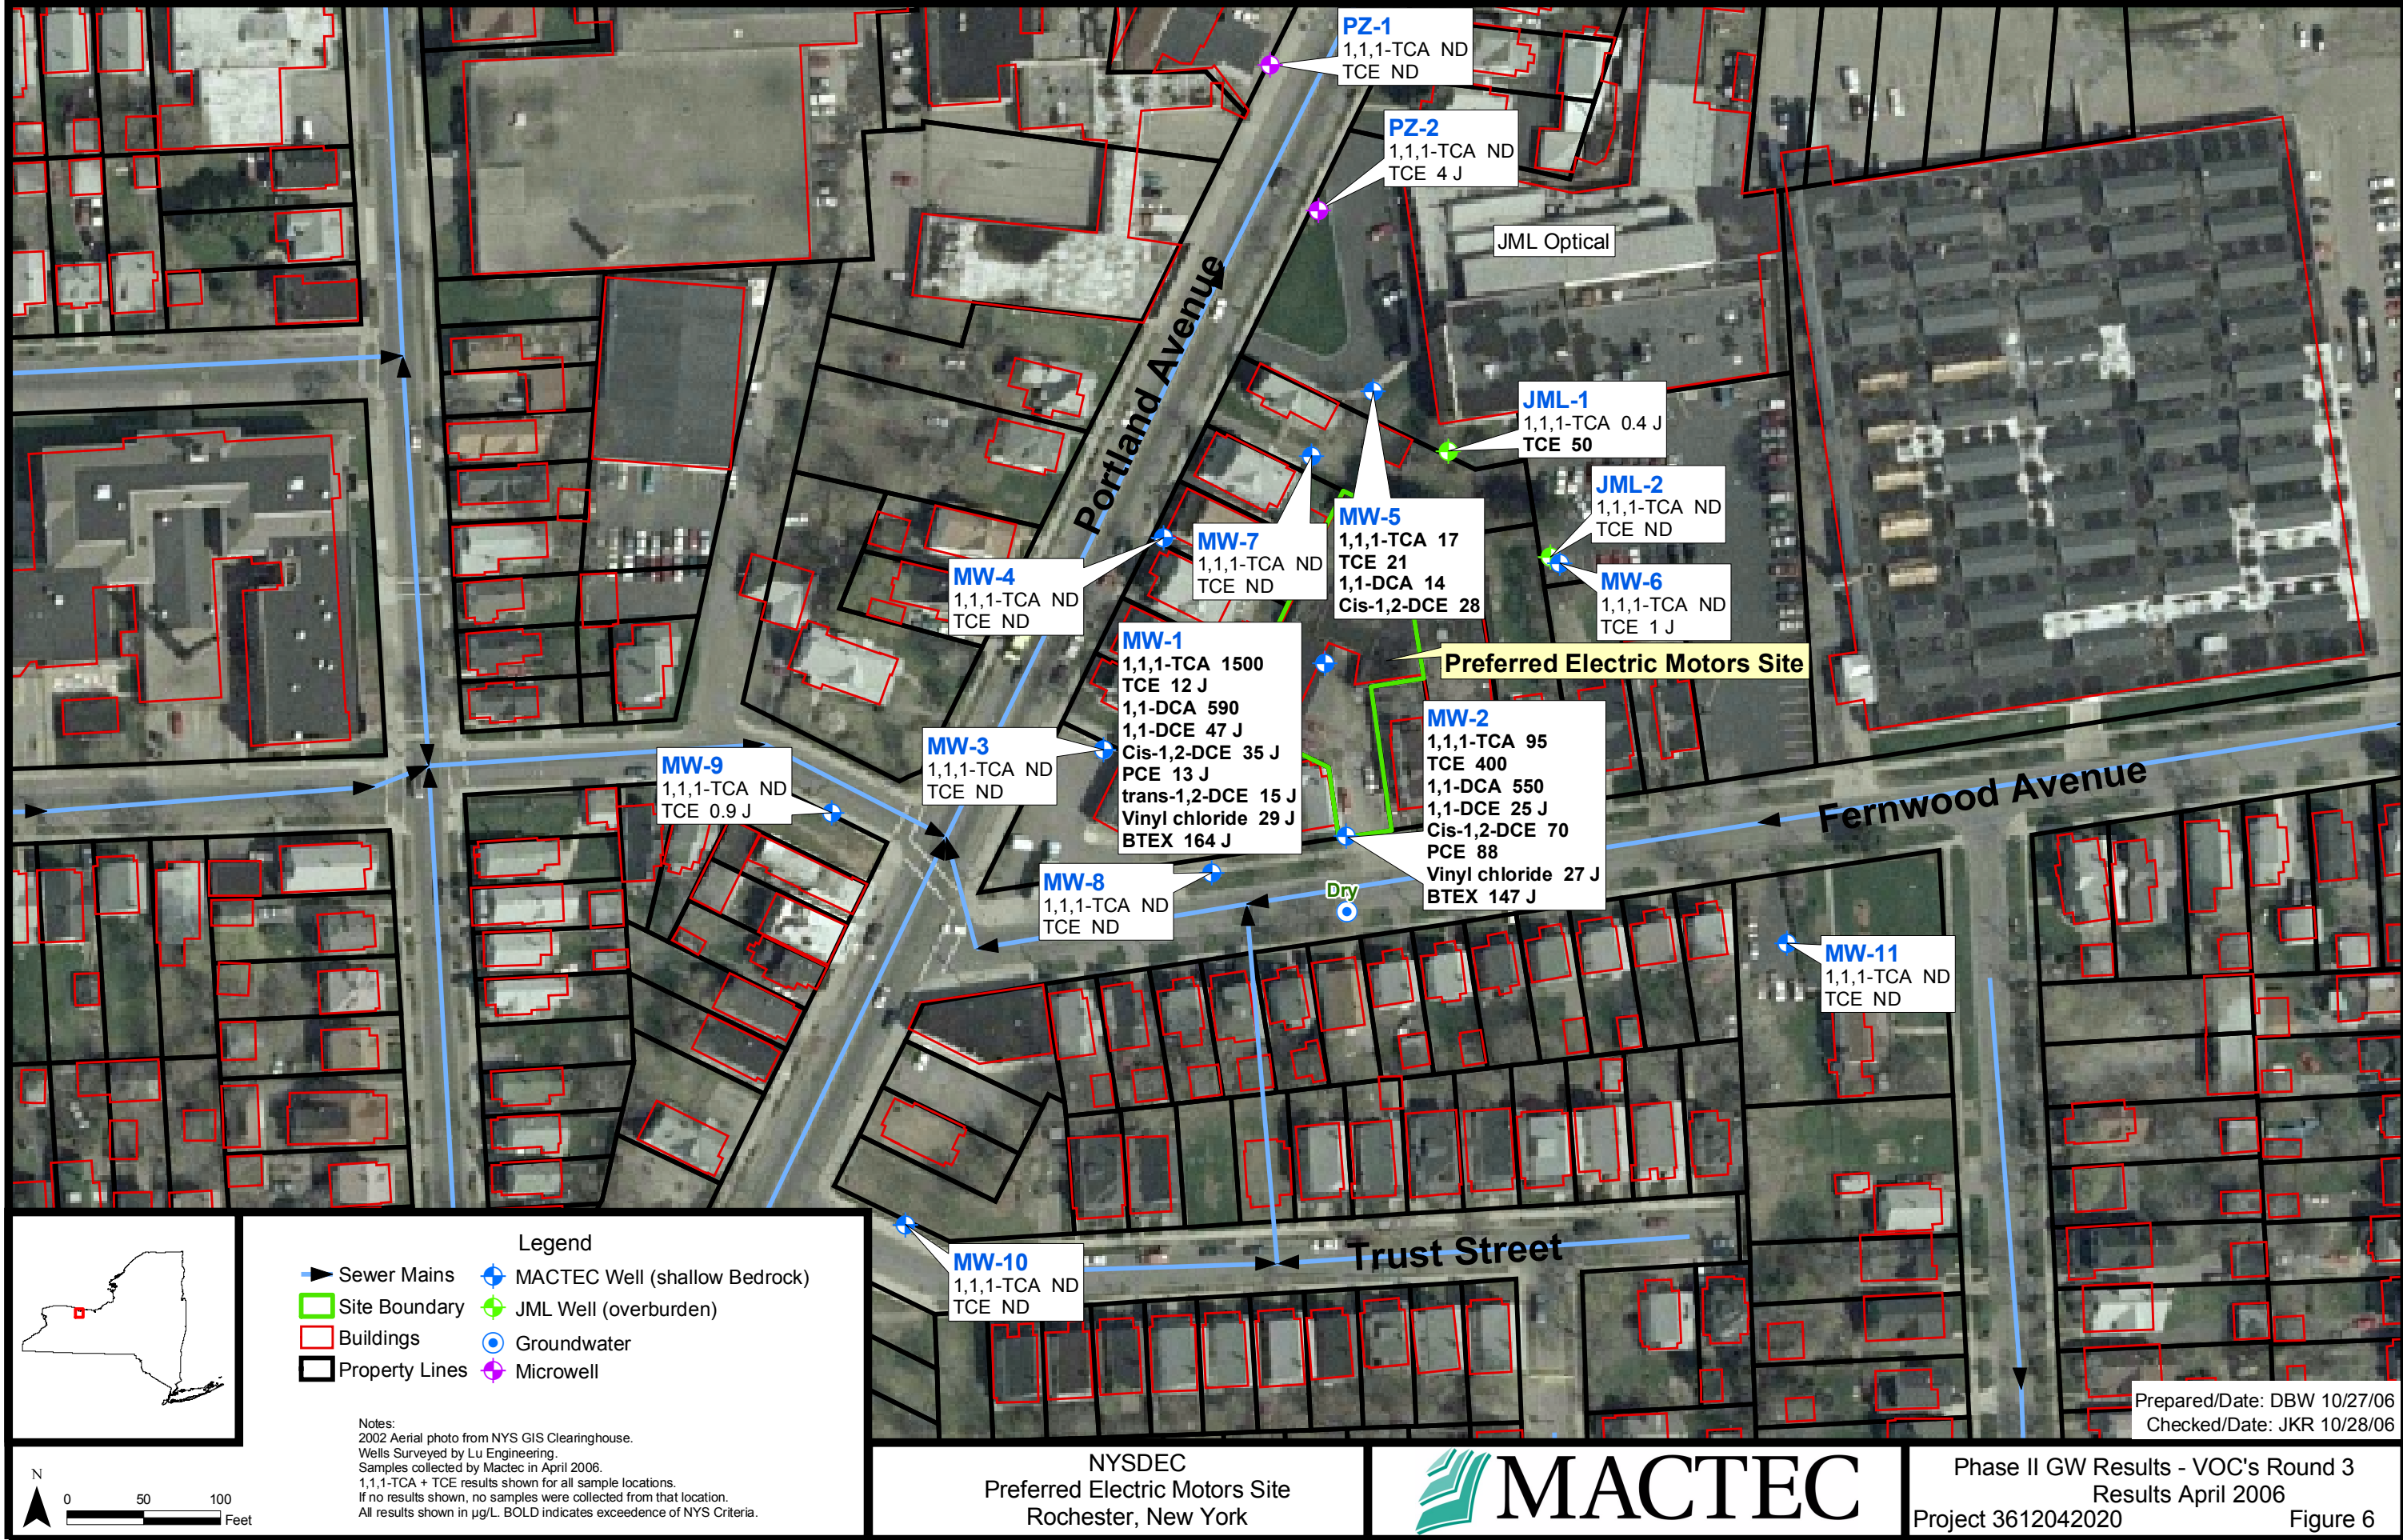 PZ-1
1,1,1-TCA ND
TCE ND
PZ-2
1,1,1-TCA ND
TCE 4 J
JML Optical
Portland Avenue
JML-1
1,1,1-TCA 0.4 J
TCE 50
JML-2
1,1,1-TCA ND
TCE ND
MW-5
1,1,1-TCA 17
TCE 21
1,1-DCA 14
Cis-1,2-DCE 28
MW-7
1,1,1-TCA ND
TCE ND
MW-4
1,1,1-TCA ND
TCE ND
MW-6
1,1,1-TCA ND
TCE 1 J
Preferred Electric Motors Site
MW-1
1,1,1-TCA 1500
TCE 12 J
1,1-DCA 590
1,1-DCE 47 J
Cis-1,2-DCE 35 J
PCE 13 J
trans-1,2-DCE 15 J
Vinyl chloride 29 J
BTEX 164 J
MW-2
1,1,1-TCA 95
TCE 400
1,1-DCA 550
1,1-DCE 25 J
Cis-1,2-DCE 70
PCE 88
Vinyl chloride 27 J
BTEX 147 J
MW-3
1,1,1-TCA ND
TCE ND
MW-9
1,1,1-TCA ND
TCE 0.9 J
Fernwood Avenue
MW-8
1,1,1-TCA ND
TCE ND
Dry
MW-11
1,1,1-TCA ND
TCE ND
MW-10
1,1,1-TCA ND
TCE ND
Trust Street
Legend
Sewer Mains
Site Boundary
Buildings
Property Lines
MACTEC Well (shallow Bedrock)
JML Well (overburden)
Groundwater
Microwell
Notes:
2002 Aerial photo from NYS GIS Clearinghouse.
Wells Surveyed by Lu Engineering.
Samples collected by Mactec in April 2006.
1,1,1-TCA + TCE results shown for all sample locations.
If no results shown, no samples were collected from that location.
All results shown in µg/L. BOLD indicates exceedence of NYS Criteria.
N
0 50 100
Feet
NYSDEC
Preferred Electric Motors Site
Rochester, New York
MACTEC
Prepared/Date: DBW 10/27/06
Checked/Date: JKR 10/28/06
Phase II GW Results - VOC's Round 3
Results April 2006
Project 3612042020 Figure 6